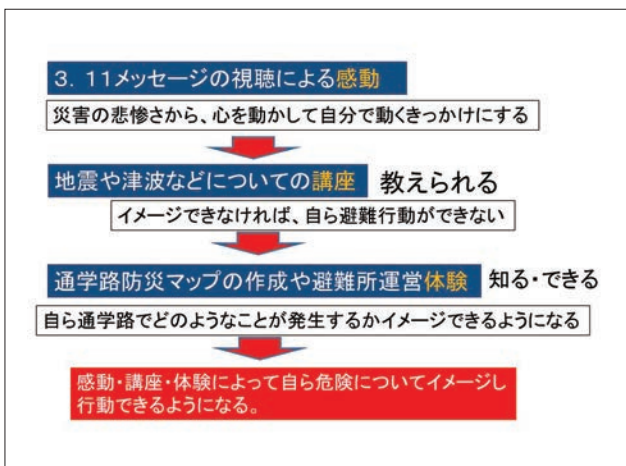 3．11メッセージの視聴による感動
災害の悲惨さから、心を動かして自分で動くきっかけにする
地震や津波などについての講座　教えられる
イメージできなければ、自ら避難行動ができない
通学路防災マップの作成や避難所運営体験　知る・できる
自ら通学路でどのようなことが発生するかイメージできるようになる
感動・講座・体験によって自ら危険についてイメージし
行動できるようになる。